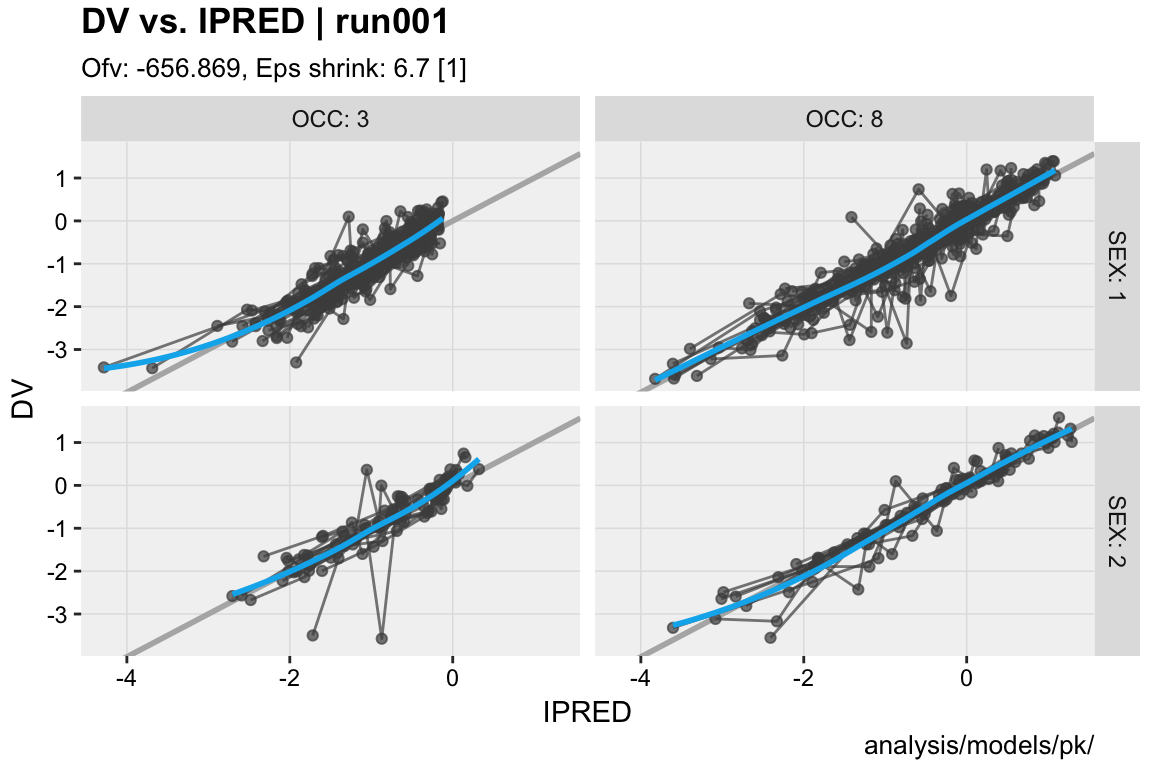 DV vs. IPRED | run001
Ofv: -656.869, Eps shrink: 6.7 [1]
OCC: 3
OCC: 8
1
0
-1
-2
-3
SEX: 1
DV
1
0
-1
-2
-3
SEX: 2
-4
-2
0
-4
-2
0
IPRED
analysis/models/pk/